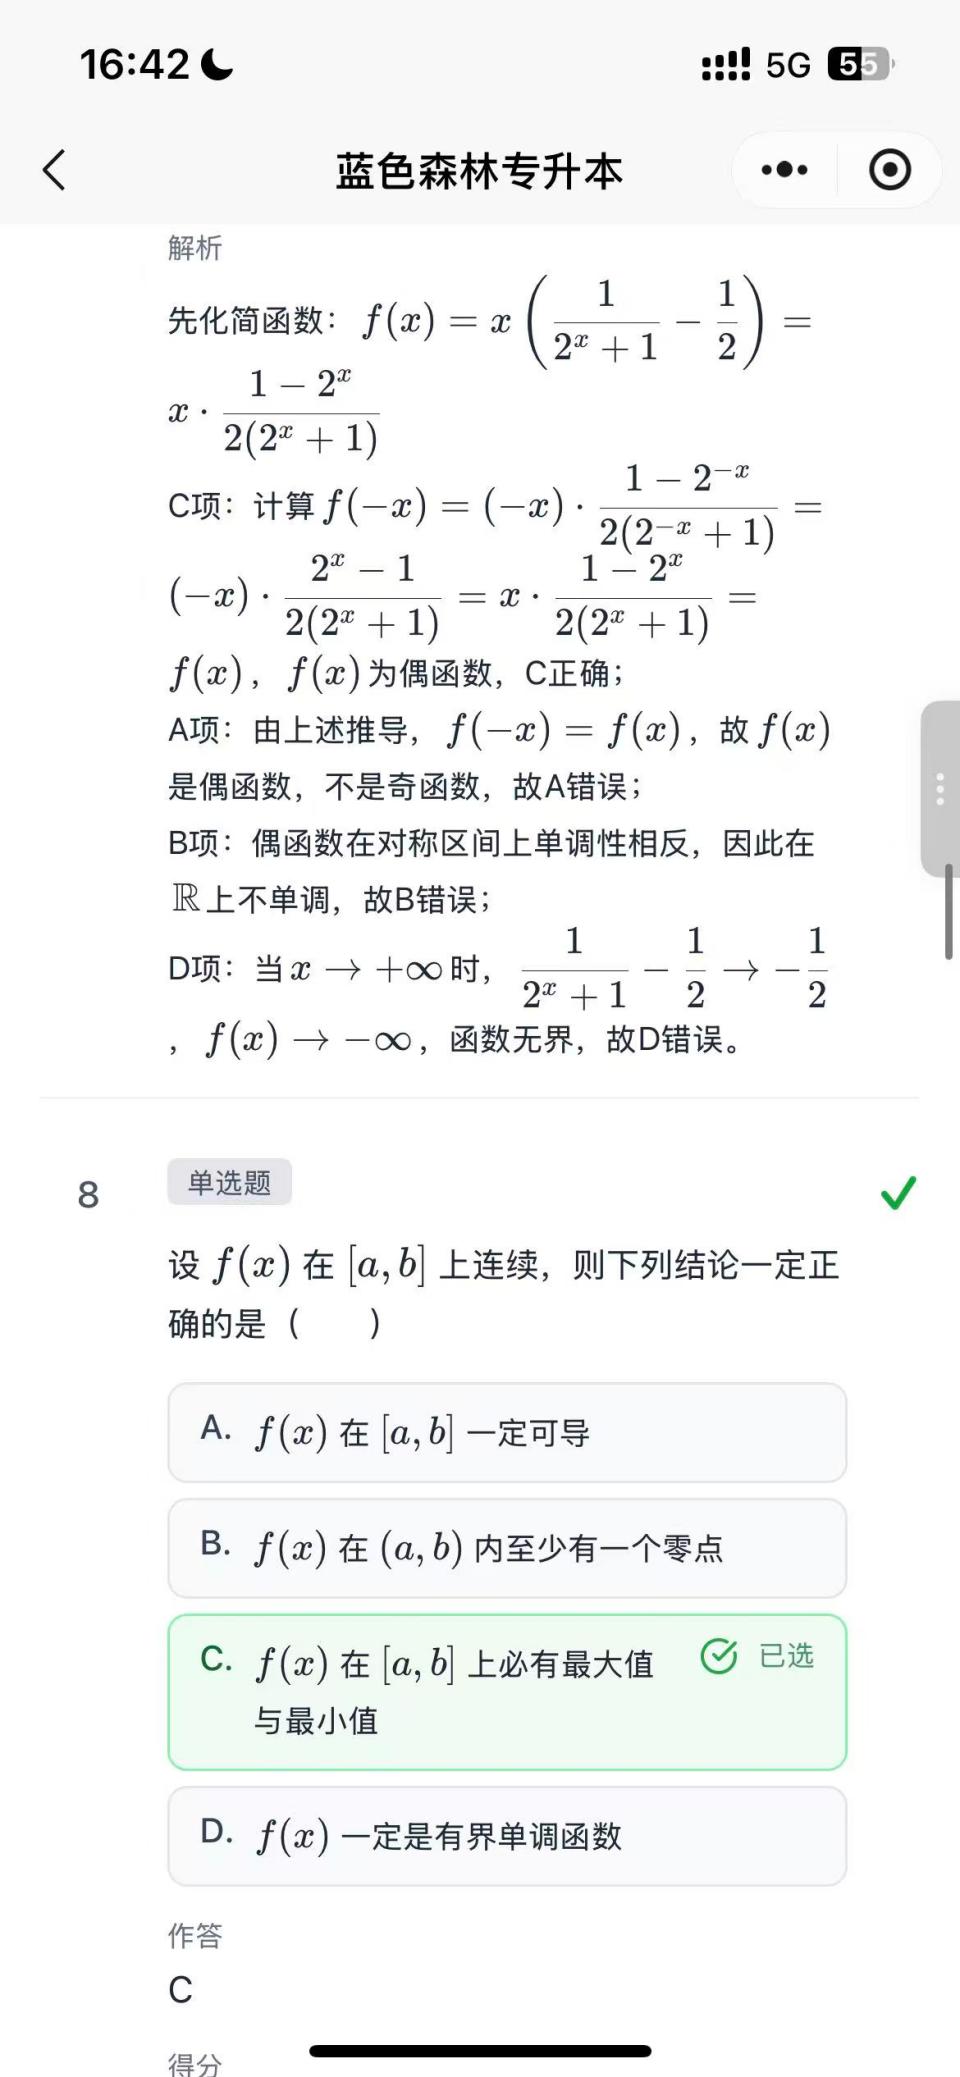 16:42
5G 55
蓝色森林专升本
解析
先化简函数：f(x) = x(1/(2^x + 1) − 1/2) =
x · (1 − 2^x)/(2(2^x + 1))
C项：计算 f(−x) = (−x) · (1 − 2^{−x})/(2(2^{−x} + 1)) =
(−x) · (2^x − 1)/(2(2^x + 1)) = x · (1 − 2^x)/(2(2^x + 1)) =
f(x)，f(x) 为偶函数，C正确；
A项：由上述推导，f(−x) = f(x)，故 f(x)
是偶函数，不是奇函数，故A错误；
B项：偶函数在对称区间上单调性相反，因此在
ℝ 上不单调，故B错误；
D项：当 x → +∞ 时，1/(2^x + 1) − 1/2 → −1/2
，f(x) → −∞，函数无界，故D错误。
8
单选题
设 f(x) 在 [a, b] 上连续，则下列结论一定正
确的是（  ）
A. f(x) 在 [a, b] 一定可导
B. f(x) 在 (a, b) 内至少有一个零点
C. f(x) 在 [a, b] 上必有最大值 已选
与最小值
D. f(x) 一定是有界单调函数
作答
C
得分